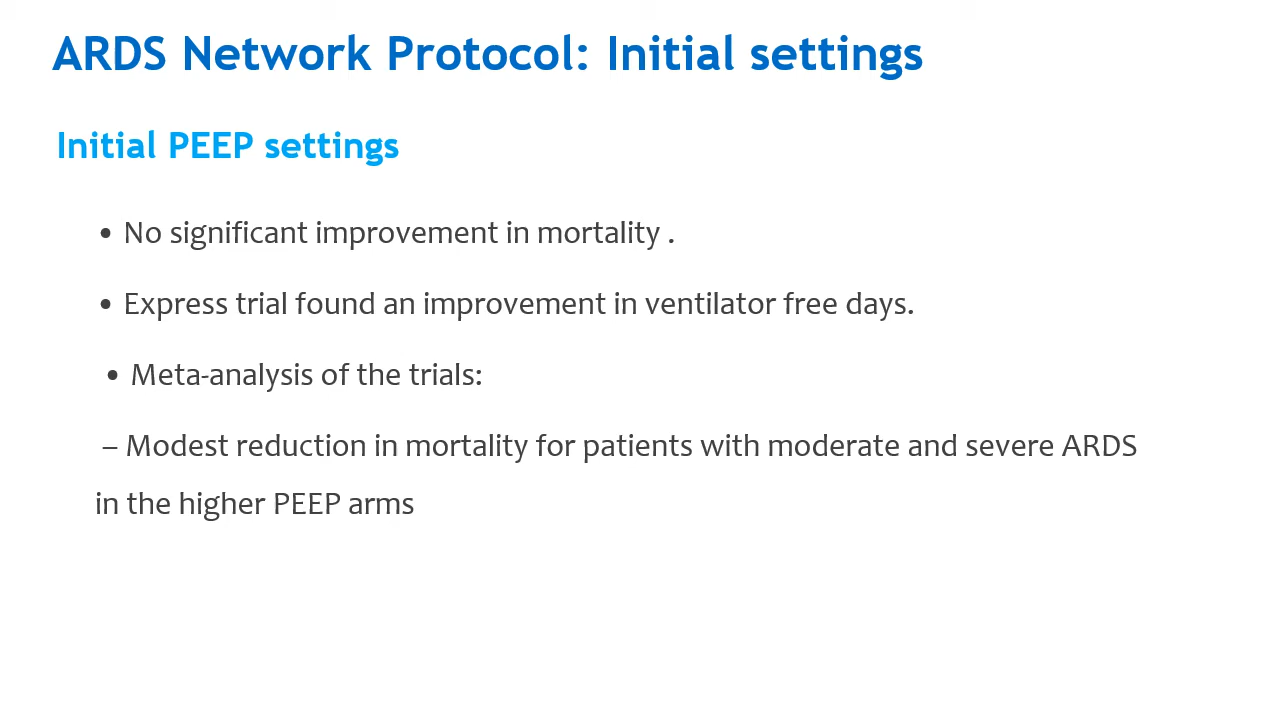 ARDS Network Protocol: Initial settings
Initial PEEP settings
• No significant improvement in mortality .
• Express trial found an improvement in ventilator free days.
• Meta-analysis of the trials:
– Modest reduction in mortality for patients with moderate and severe ARDS
in the higher PEEP arms